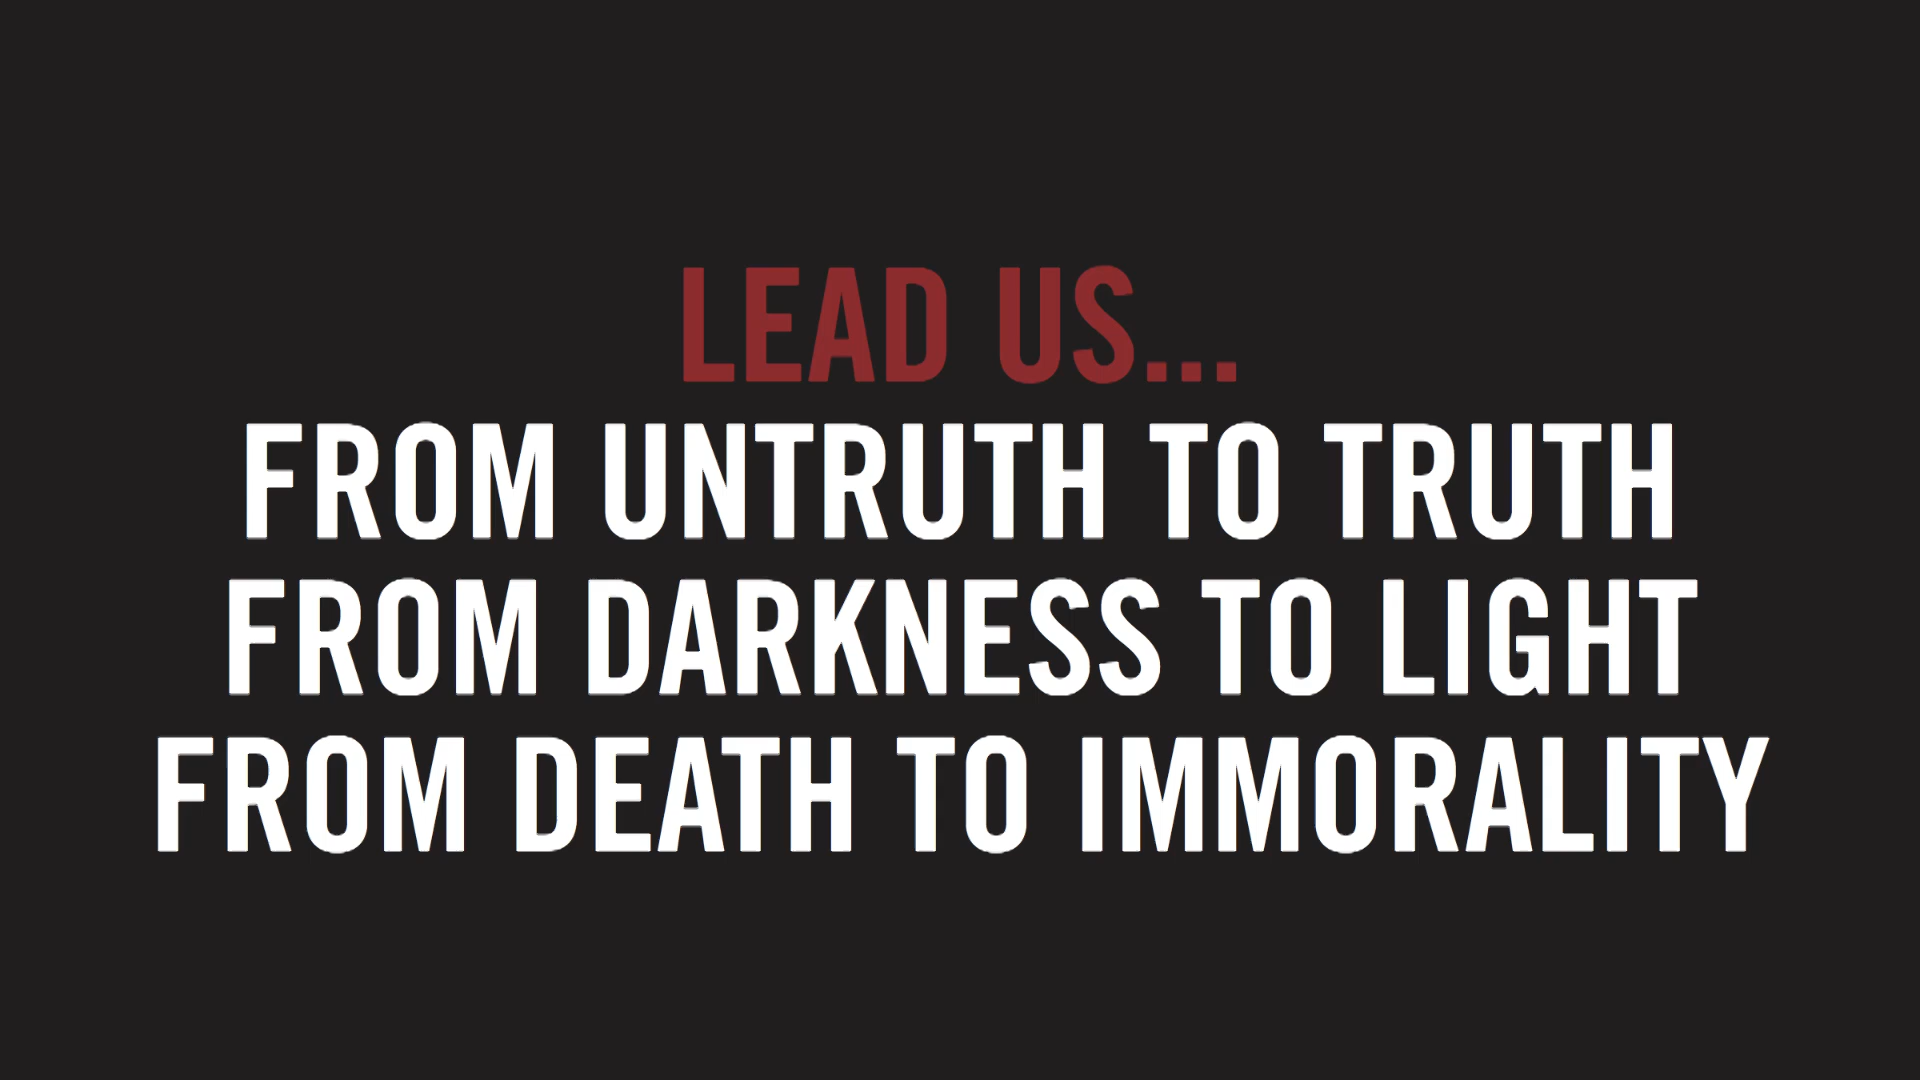 LEAD US...
FROM UNTRUTH TO TRUTH
FROM DARKNESS TO LIGHT
FROM DEATH TO IMMORALITY